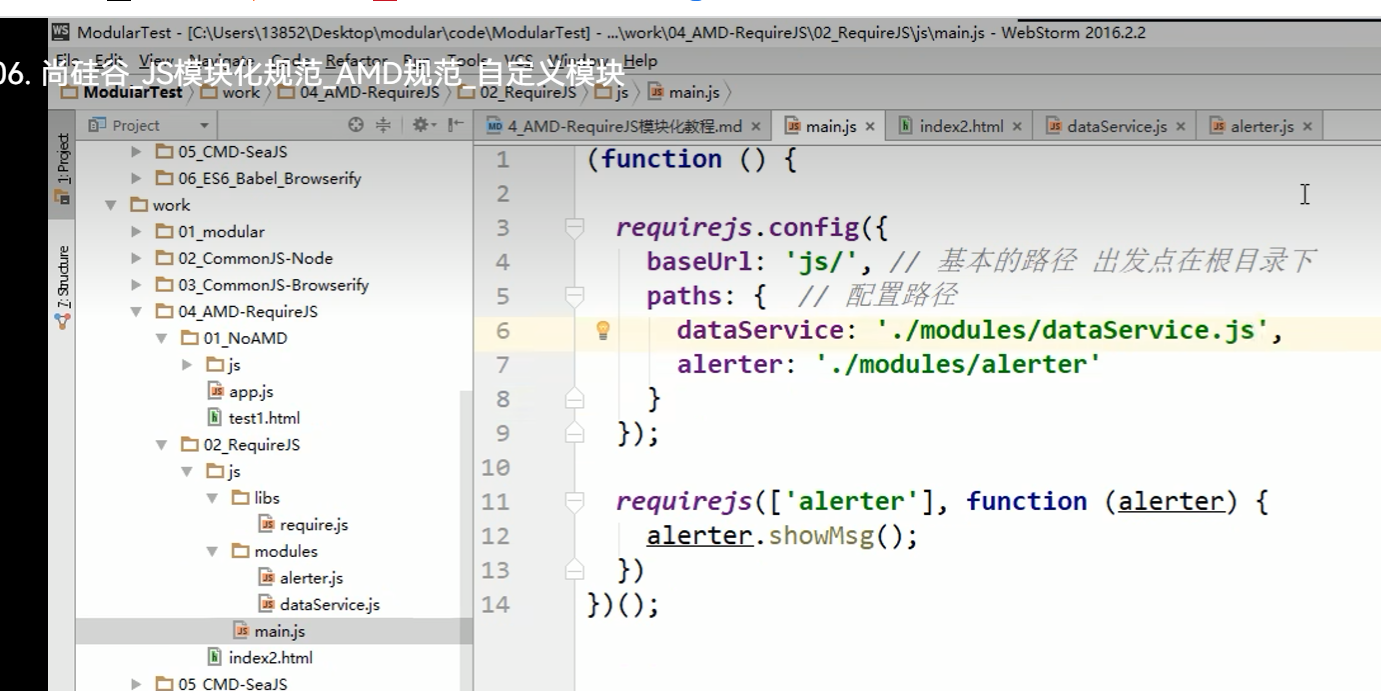 ModularTest - [C:\Users\13852\Desktop\modular\code\ModularTest] - ...\work\04_AMD-RequireJS\02_RequireJS\js\main.js - WebStorm 2016.2.2
File Edit View Navigate Code Refactor Run Tools VCS Window Help
06. 尚硅谷_JS模块化规范_AMD规范_自定义模块
ModularTest work 04_AMD-RequireJS 02_RequireJS js main.js
Project
4_AMD-RequireJS模块化教程.md × main.js × index2.html × dataService.js × alerter.js ×
1: Project
7: Structure
05_CMD-SeaJS
06_ES6_Babel_Browserify
work
01_modular
02_CommonJS-Node
03_CommonJS-Browserify
04_AMD-RequireJS
01_NoAMD
js
app.js
test1.html
02_RequireJS
js
libs
require.js
modules
alerter.js
dataService.js
main.js
index2.html
05_CMD-SeaJS
1 (function () {
2
3 requirejs.config({
4 baseUrl: 'js/', // 基本的路径 出发点在根目录下
5 paths: { // 配置路径
6 dataService: './modules/dataService.js',
7 alerter: './modules/alerter'
8 }
9 });
10
11 requirejs(['alerter'], function (alerter) {
12 alerter.showMsg();
13 })
14 })();